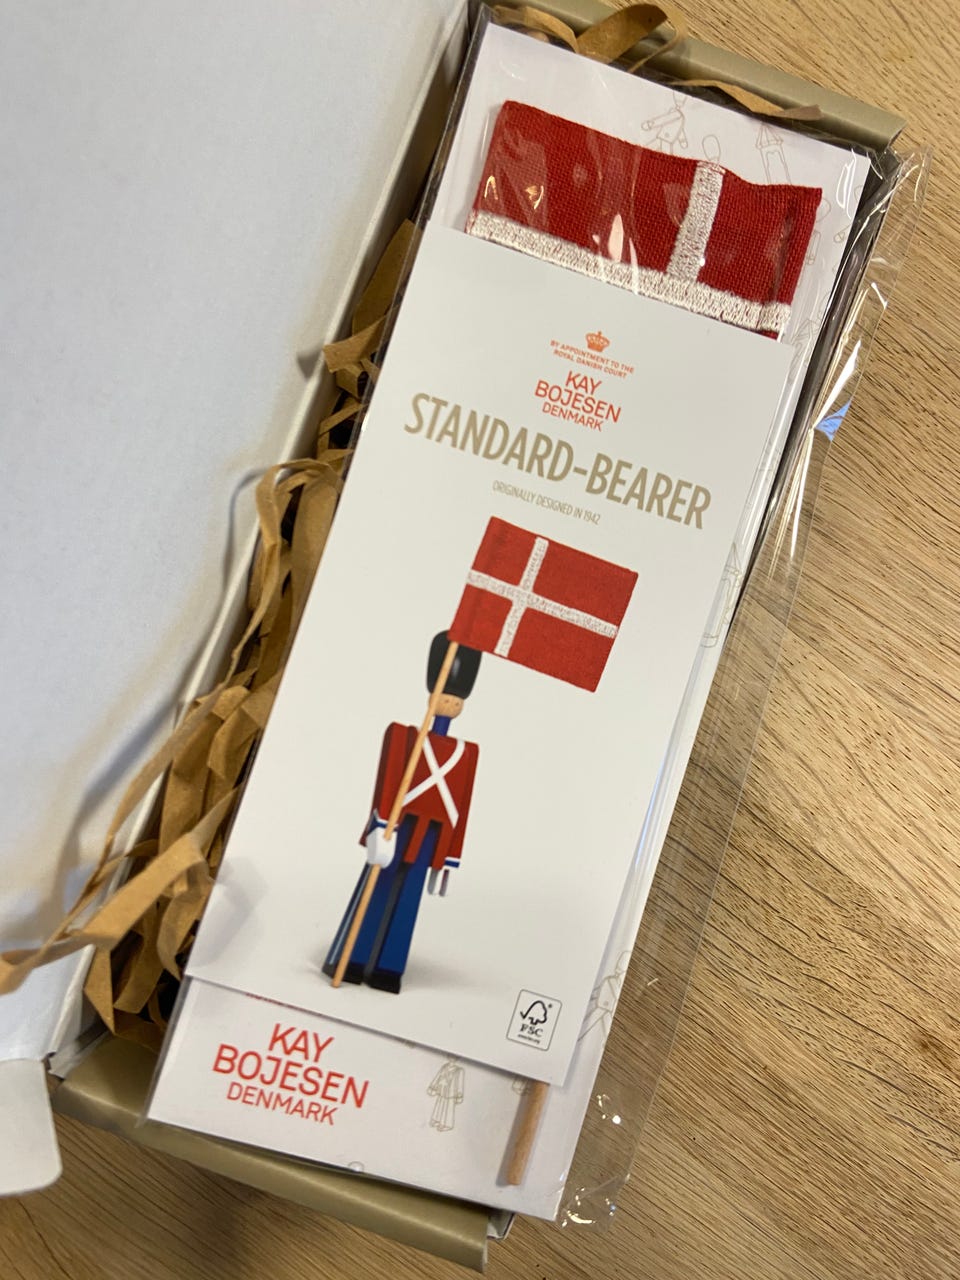 BY APPOINTMENT TO THE
ROYAL DANISH COURT
KAY
BOJESEN
DENMARK
STANDARD-BEARER
ORIGINALLY DESIGNED IN 1942
FSC
KAY
BOJESEN
DENMARK